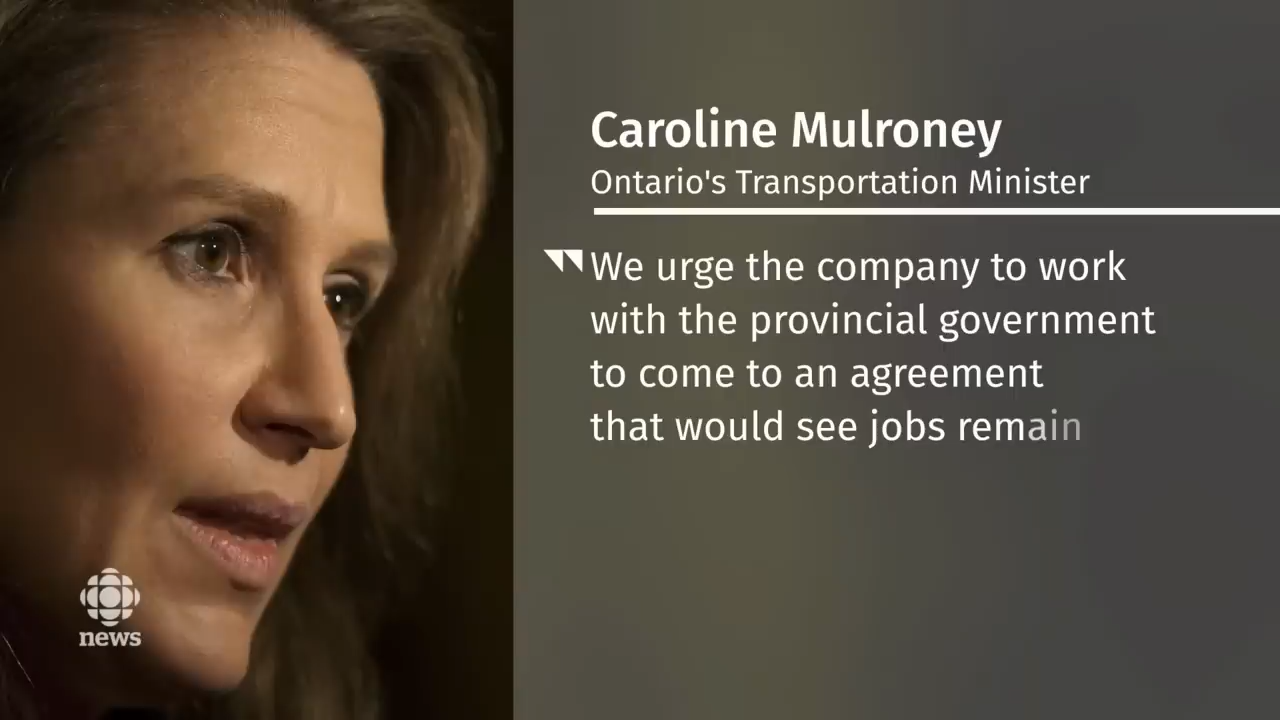 Caroline Mulroney
Ontario's Transportation Minister
We urge the company to work
with the provincial government
to come to an agreement
that would see jobs remain
news